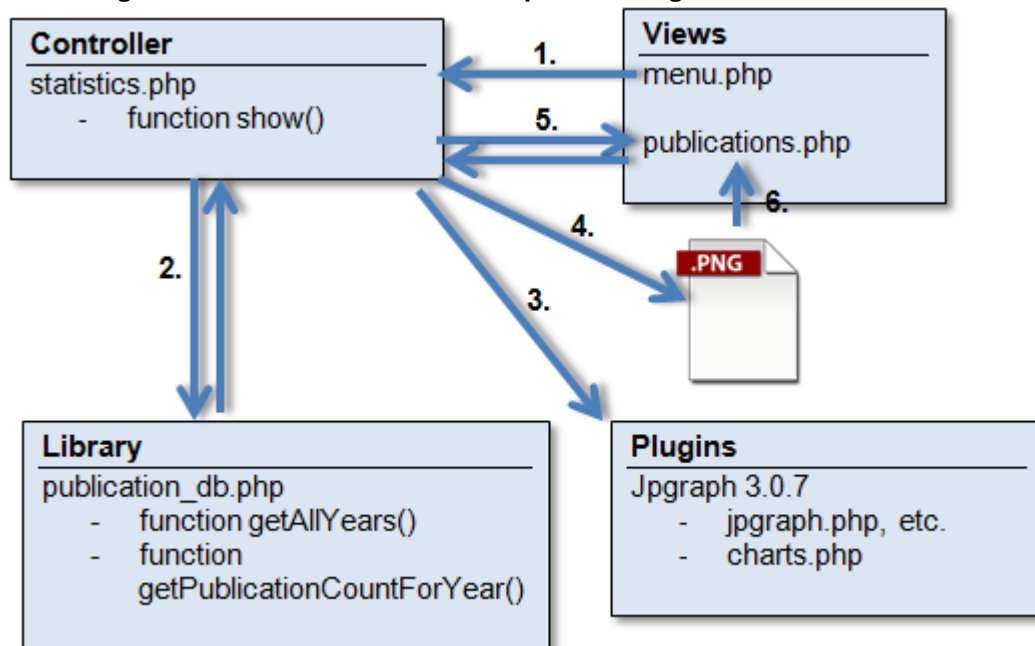 Controller
statistics.php
- function show()
1.
Views
menu.php
5.
publications.php
6.
4.
.PNG
2.
3.
Library
publication_db.php
- function getAllYears()
- function
getPublicationCountForYear()
Plugins
Jpgraph 3.0.7
- jpgraph.php, etc.
- charts.php